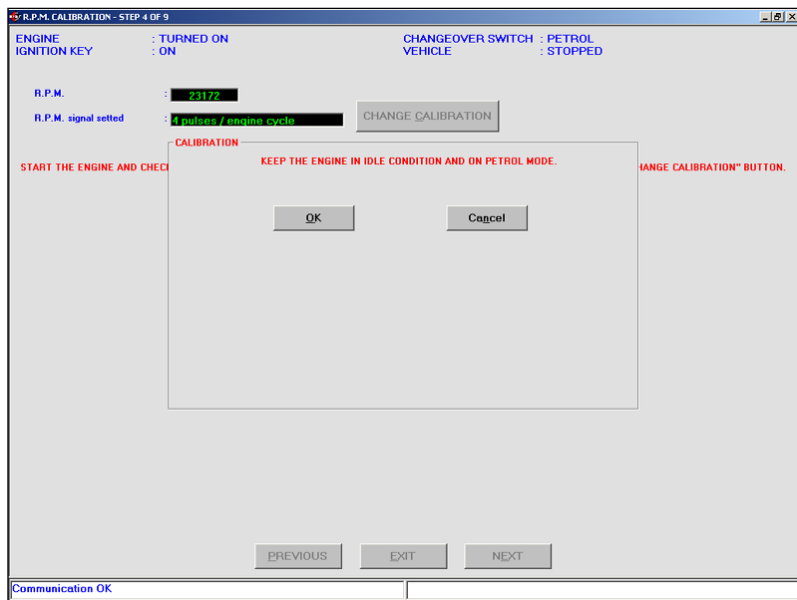 R.P.M. CALIBRATION - STEP 4 OF 9
ENGINE : TURNED ON CHANGEOVER SWITCH : PETROL
IGNITION KEY : ON VEHICLE : STOPPED
R.P.M. : 23172
R.P.M. signal setted : 4 pulses / engine cycle CHANGE CALIBRATION
CALIBRATION
KEEP THE ENGINE IN IDLE CONDITION AND ON PETROL MODE.
START THE ENGINE AND CHEC HANGE CALIBRATION" BUTTON.
OK Cancel
PREVIOUS EXIT NEXT
Communication OK